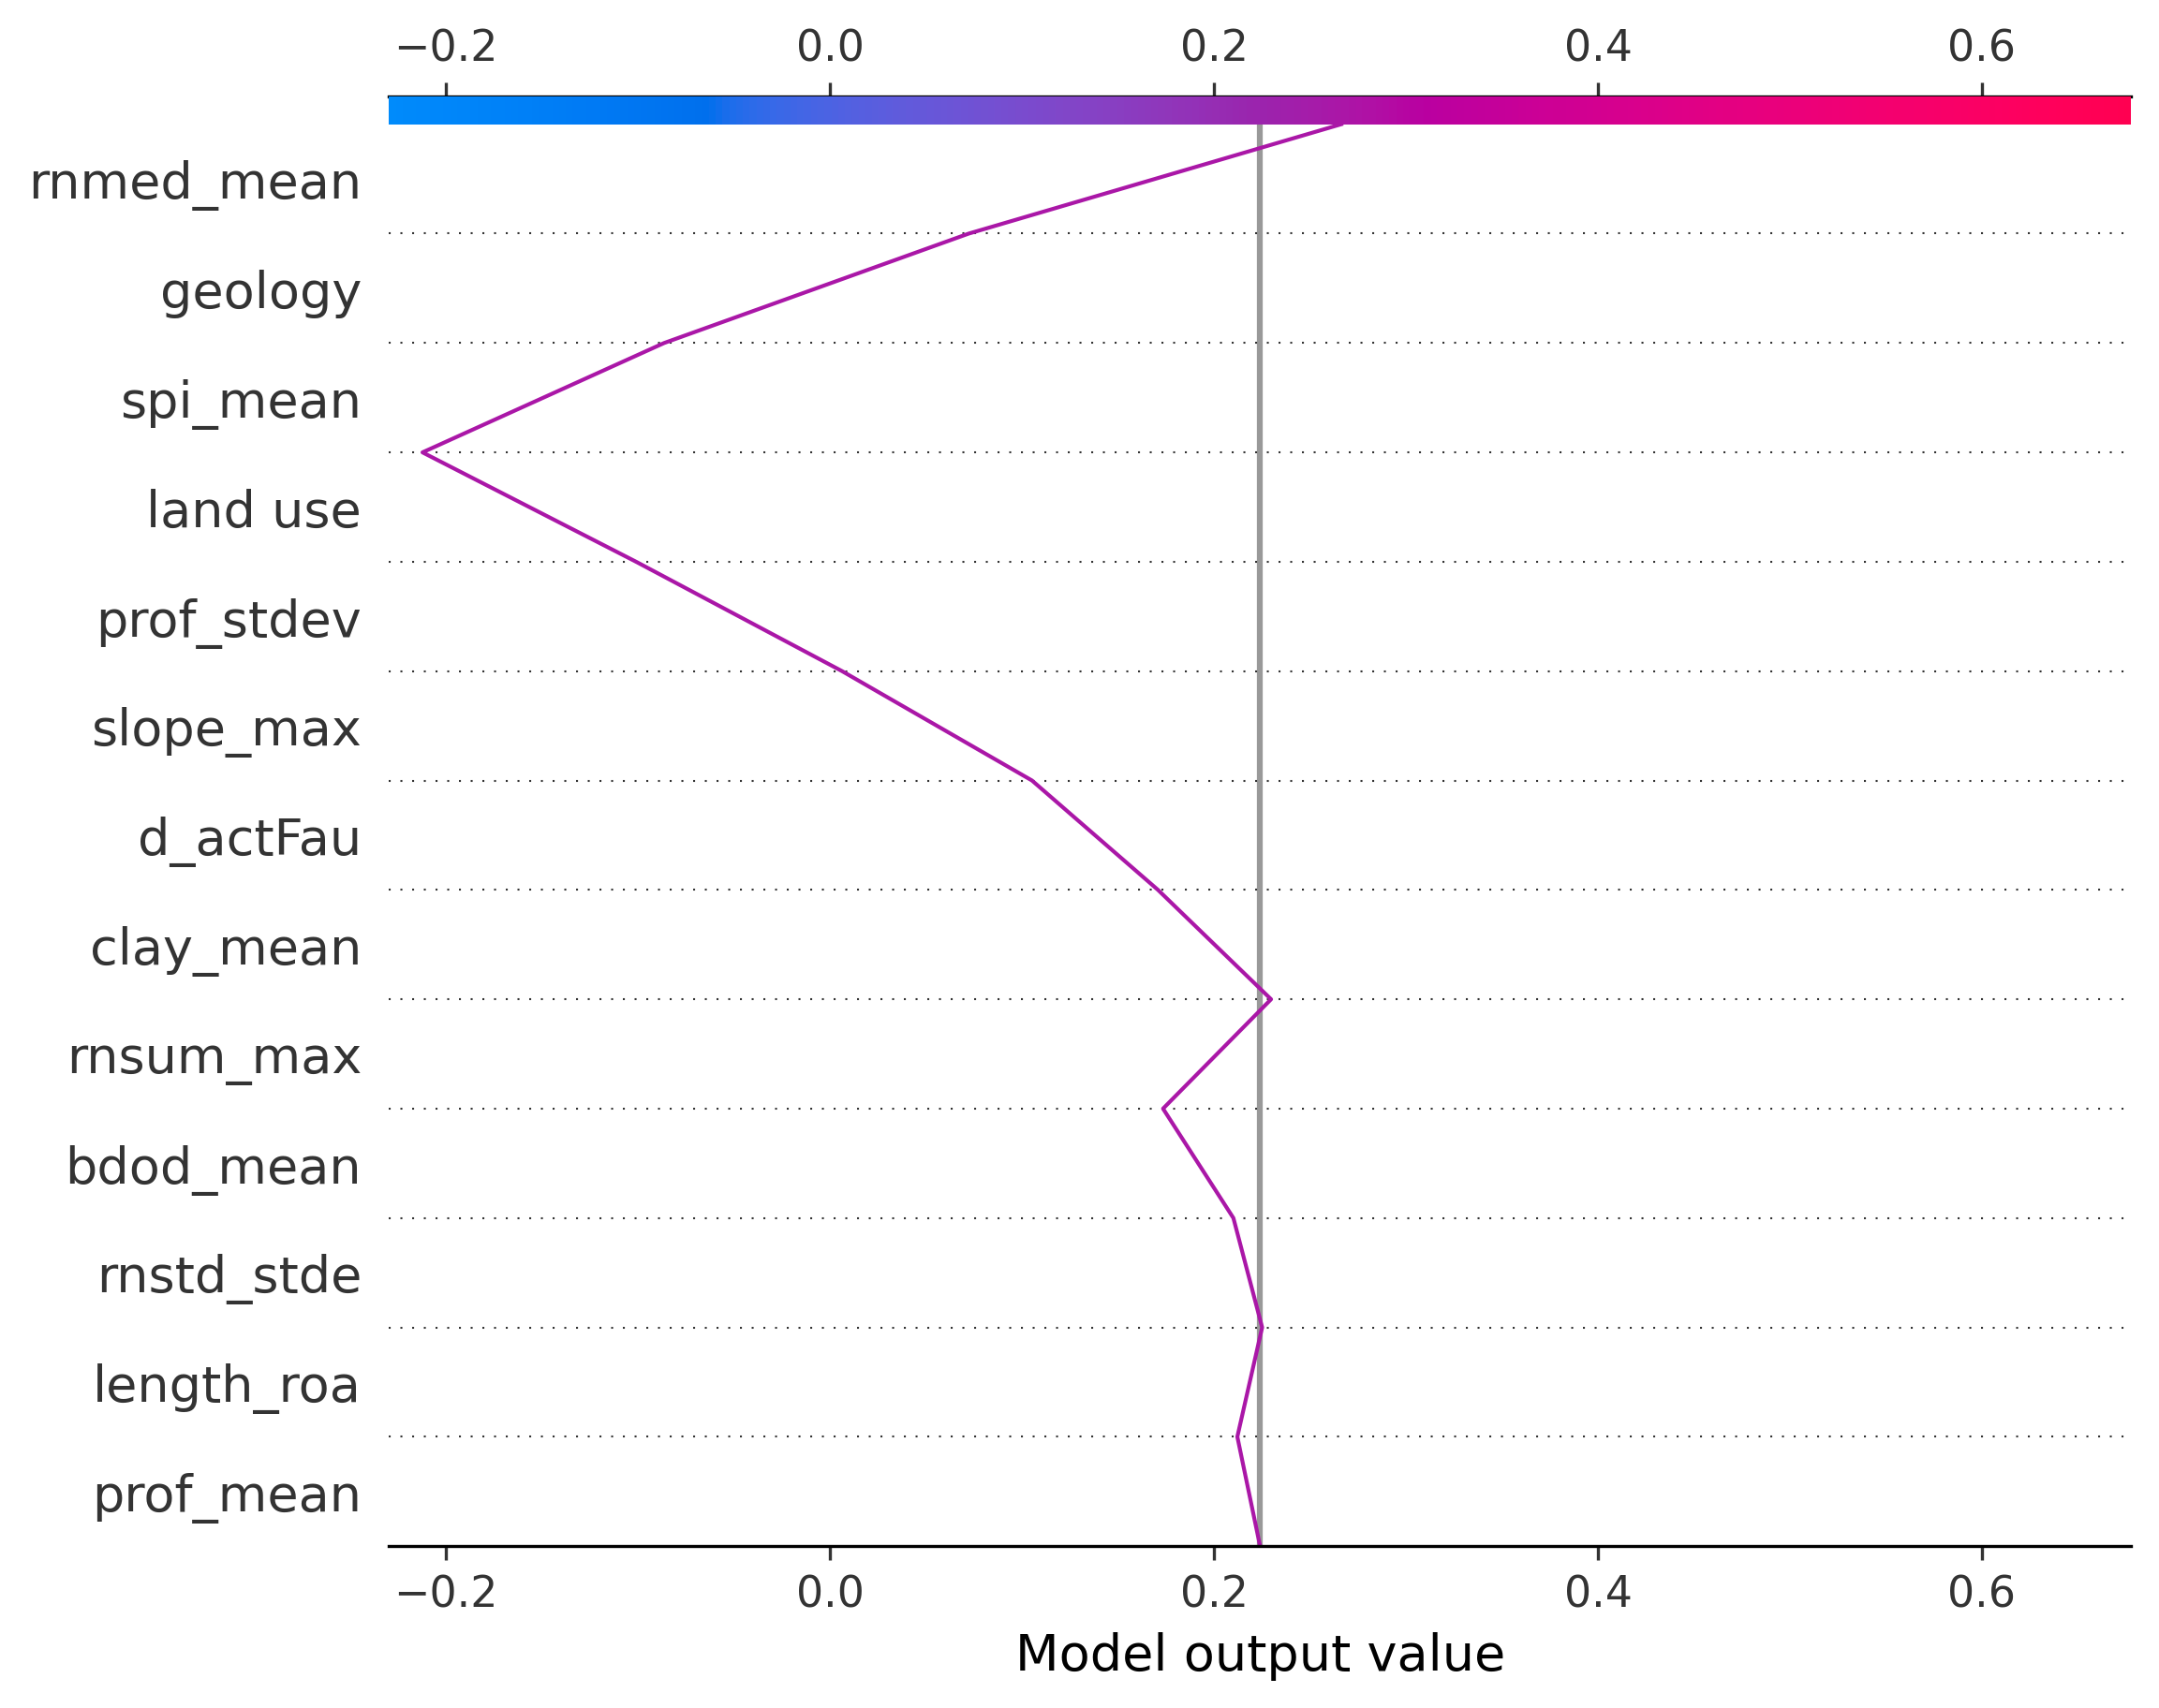 −0.2 0.0 0.2 0.4 0.6
rnmed_mean
geology
spi_mean
land use
prof_stdev
slope_max
d_actFau
clay_mean
rnsum_max
bdod_mean
rnstd_stde
length_roa
prof_mean
−0.2 0.0 0.2 0.4 0.6
Model output value